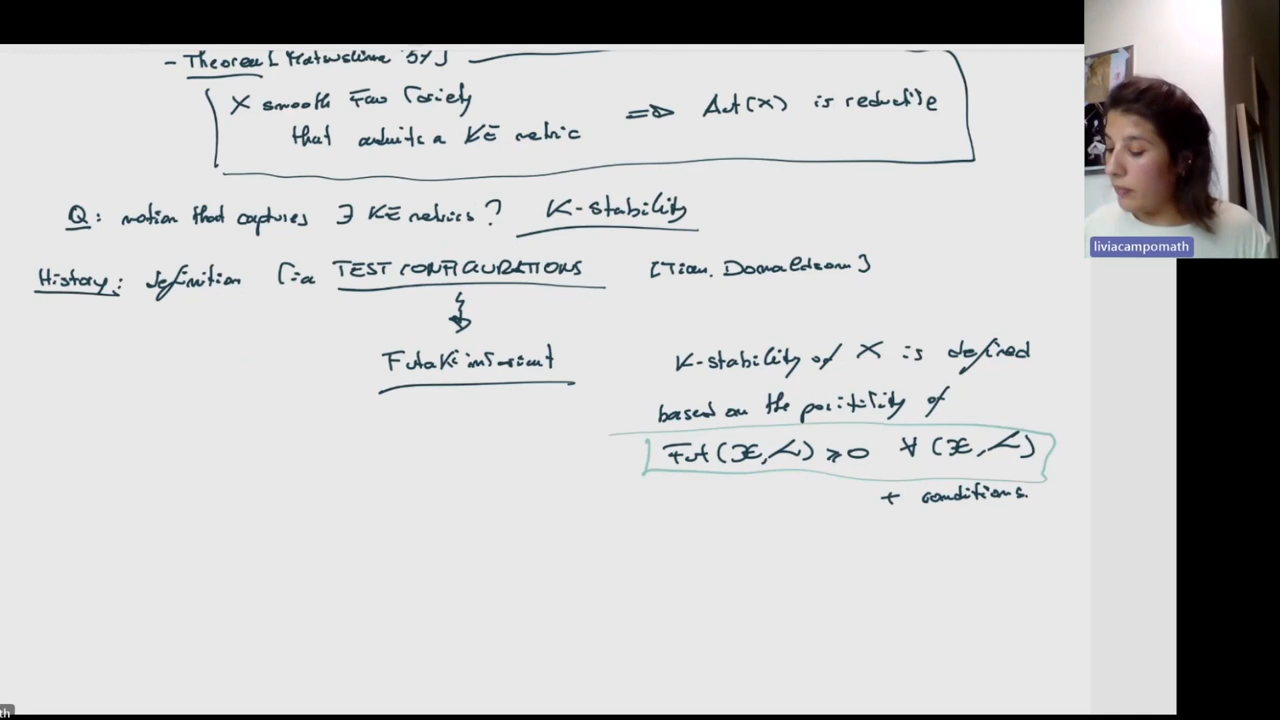 - Theorem [Matsushima '57]
X smooth Fano Variety
that admits a KE metric ⟹ Aut(X) is reductive
Q: notion that captures ∃ KE metrics? K-stability
History: definition via TEST CONFIGURATIONS [Tian, Donaldson]
Futaki invariant
K-stability of X is defined
based on the positivity of
Fut(𝒳,ℒ) ≥ 0 ∀ (𝒳,ℒ)
+ conditions.
liviacampomath
th